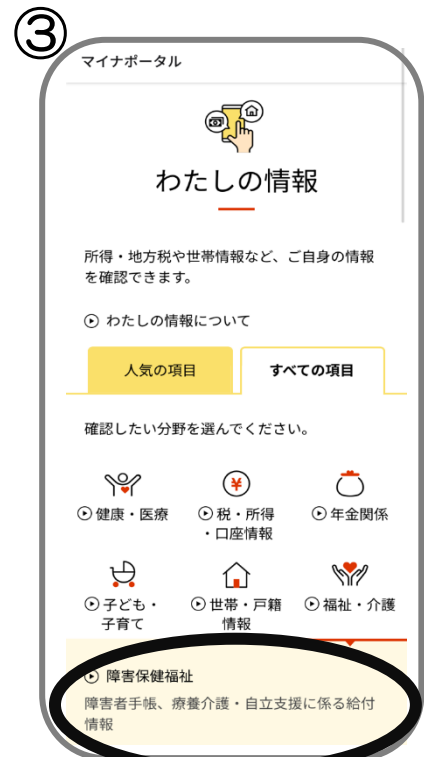 ③
マイナポータル
わたしの情報
所得・地方税や世帯情報など、ご自身の情報
を確認できます。
わたしの情報について
人気の項目 すべての項目
確認したい分野を選んでください。
¥
健康・医療 税・所得 年金関係
・口座情報
子ども・ 世帯・戸籍 福祉・介護
子育て 情報
障害保健福祉
障害者手帳、療養介護・自立支援に係る給付
情報